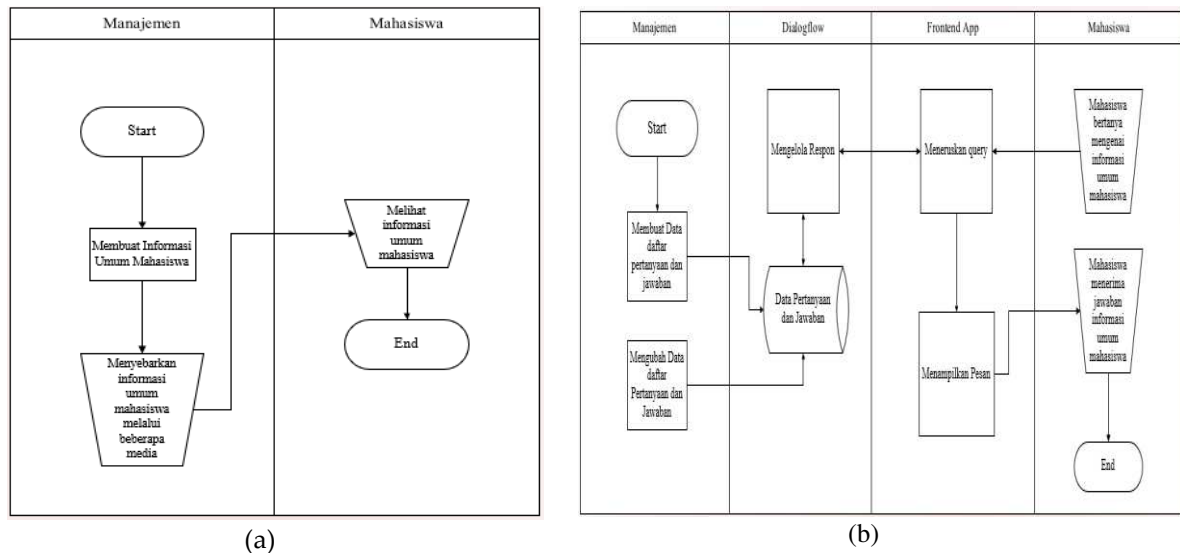 Manajemen
Mahasiswa
Start
Membuat Informasi
Umum Mahasiswa
Menyebarkan
informasi
umum
mahasiswa
melalui
beberapa
media
Melihat
informasi
umum
mahasiswa
End
(a)
Manajemen
Dialogflow
Frontend App
Mahasiswa
Start
Membuat Data
daftar
pertanyaan dan
jawaban
Mengubah Data
daftar
Pertanyaan dan
Jawaban
Mengelola Respon
Data Pertanyaan
dan Jawaban
Meneruskan query
Menampilkan Pesan
Mahasiswa
bertanya
mengenai
informasi
umum
mahasiswa
Mahasiswa
menerima
jawaban
informasi
umum
mahasiswa
End
(b)